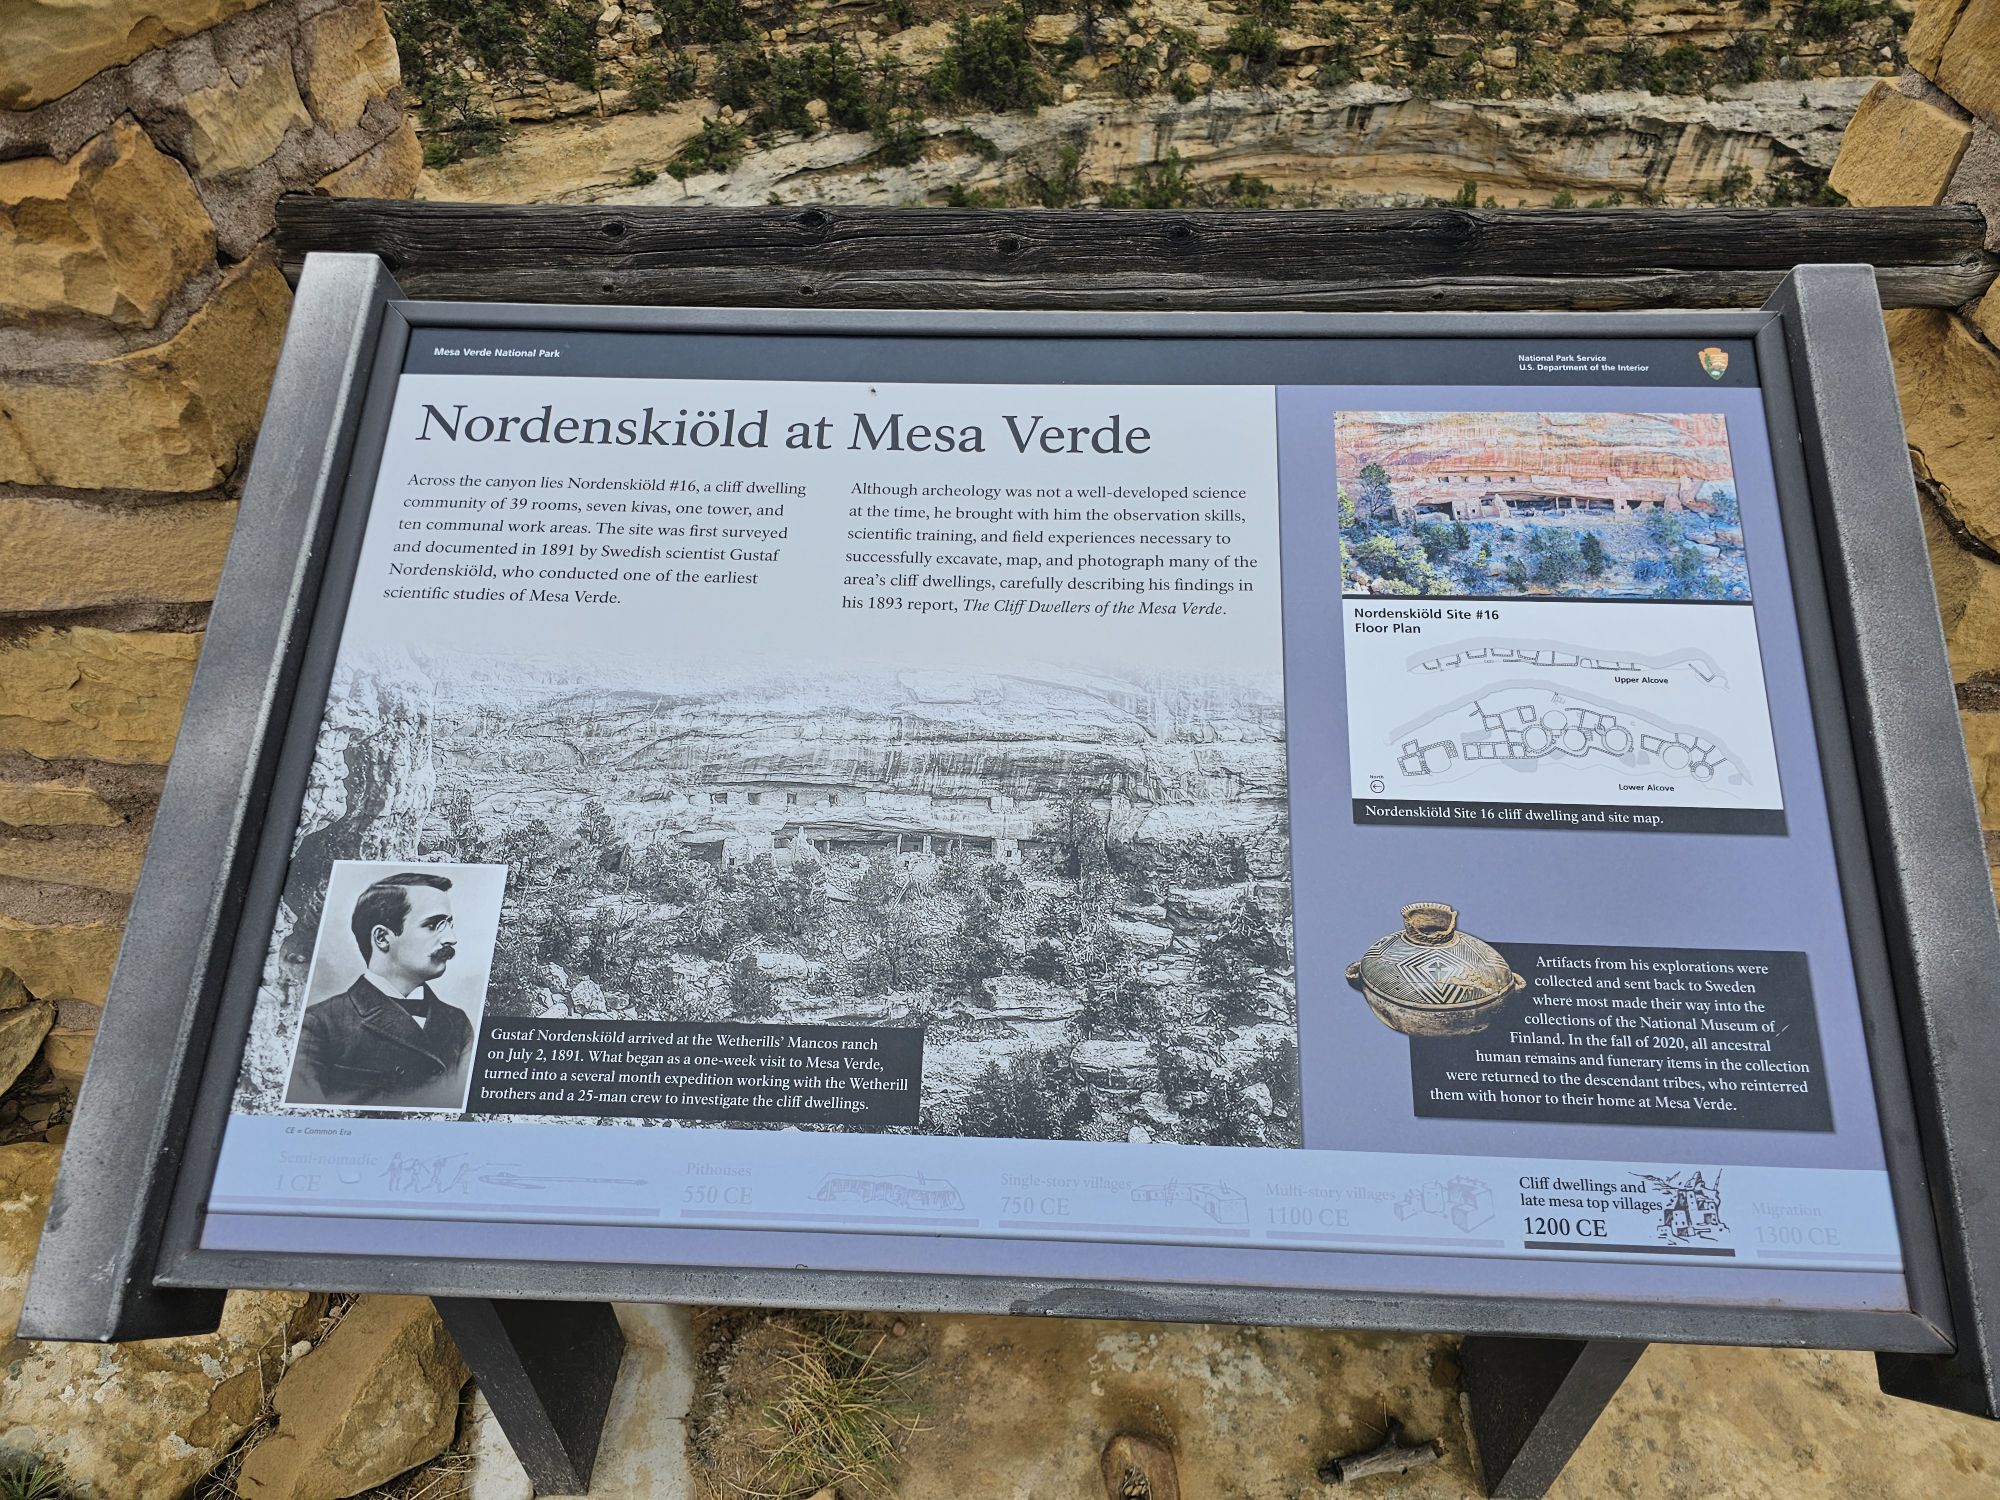 Mesa Verde National Park
National Park Service
U.S. Department of the Interior
Nordenskiöld at Mesa Verde
Across the canyon lies Nordenskiöld #16, a cliff dwelling
community of 39 rooms, seven kivas, one tower, and
ten communal work areas. The site was first surveyed
and documented in 1891 by Swedish scientist Gustaf
Nordenskiöld, who conducted one of the earliest
scientific studies of Mesa Verde.
Although archeology was not a well-developed science
at the time, he brought with him the observation skills,
scientific training, and field experiences necessary to
successfully excavate, map, and photograph many of the
area's cliff dwellings, carefully describing his findings in
his 1893 report, The Cliff Dwellers of the Mesa Verde.
Nordenskiöld Site #16
Floor Plan
Upper Alcove
North
Lower Alcove
Nordenskiöld Site 16 cliff dwelling and site map.
Gustaf Nordenskiöld arrived at the Wetherills' Mancos ranch
on July 2, 1891. What began as a one-week visit to Mesa Verde,
turned into a several month expedition working with the Wetherill
brothers and a 25-man crew to investigate the cliff dwellings.
Artifacts from his explorations were
collected and sent back to Sweden
where most made their way into the
collections of the National Museum of
Finland. In the fall of 2020, all ancestral
human remains and funerary items in the collection
were returned to the descendant tribes, who reinterred
them with honor to their home at Mesa Verde.
CE = Common Era
Semi-nomadic
1 CE
Pithouses
550 CE
Single-story villages
750 CE
Multi-story villages
1100 CE
Cliff dwellings and
late mesa top villages
1200 CE
Migration
1300 CE